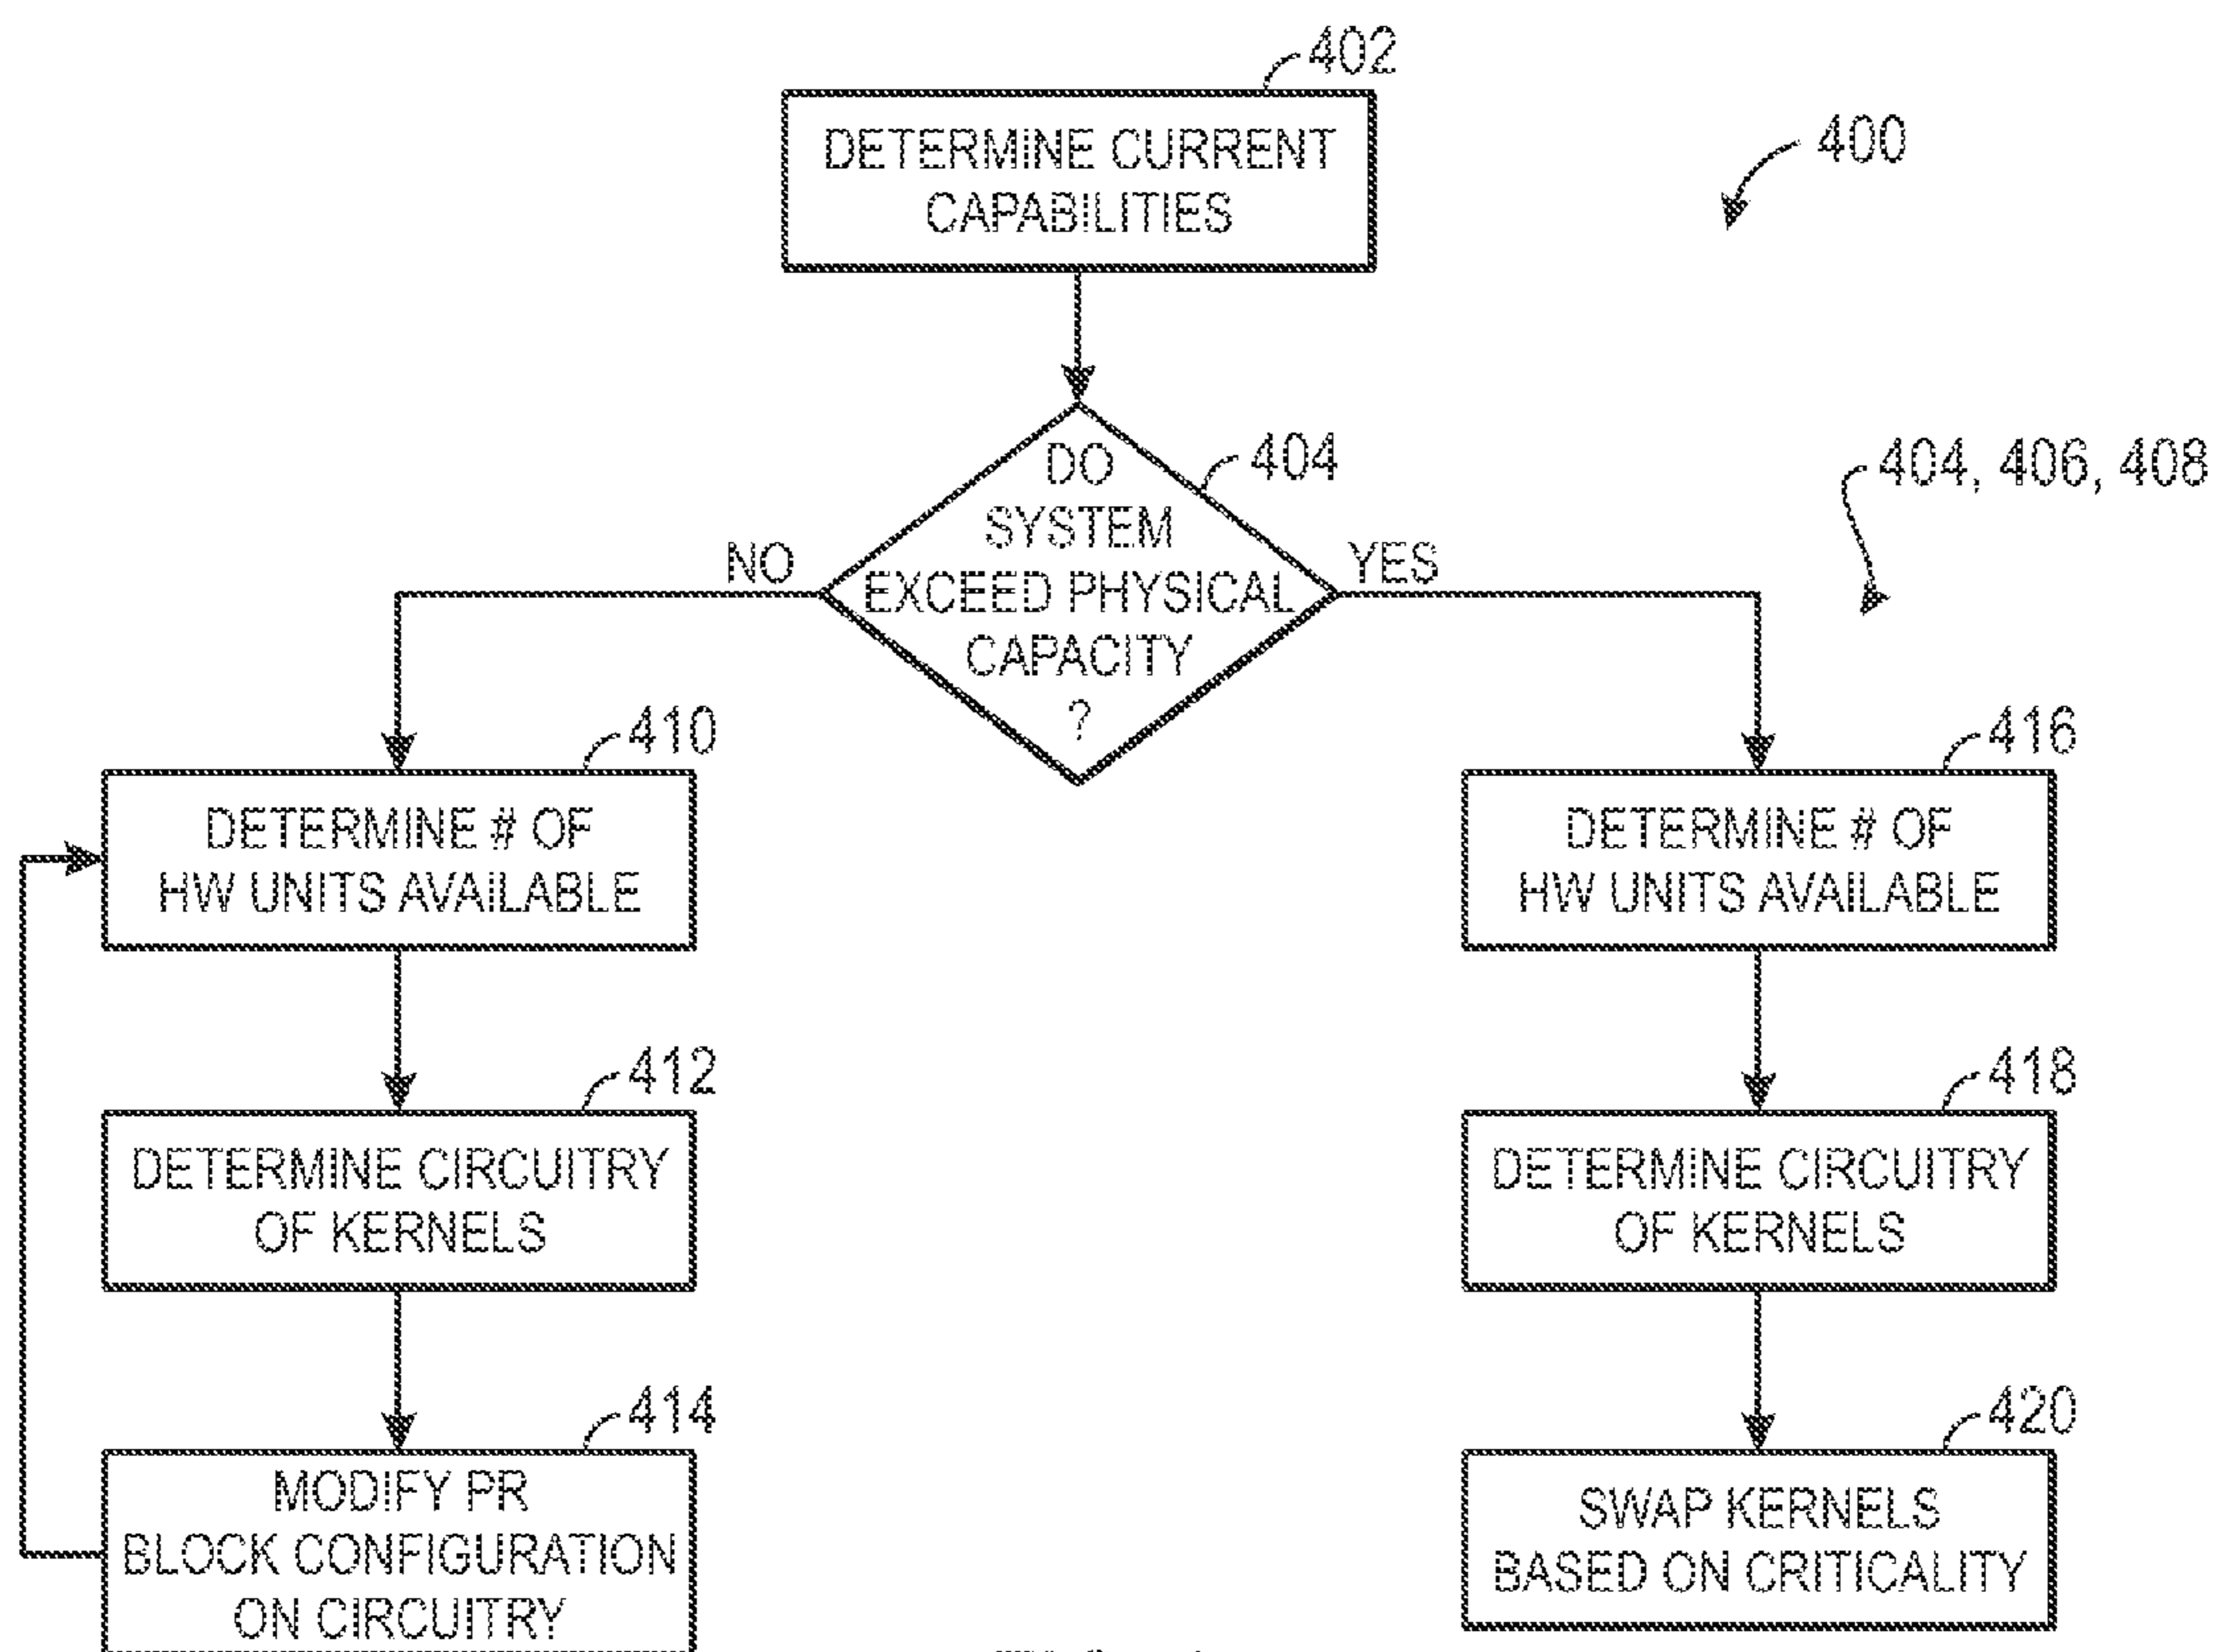 402
DETERMINE CURRENT
CAPABILITIES
400
DO
SYSTEM
EXCEED PHYSICAL
CAPACITY
?
404
404, 406, 408
NO
YES
410
DETERMINE # OF
HW UNITS AVAILABLE
416
DETERMINE # OF
HW UNITS AVAILABLE
412
DETERMINE CIRCUITRY
OF KERNELS
418
DETERMINE CIRCUITRY
OF KERNELS
414
MODIFY PR
BLOCK CONFIGURATION
ON CIRCUITRY
420
SWAP KERNELS
BASED ON CRITICALITY